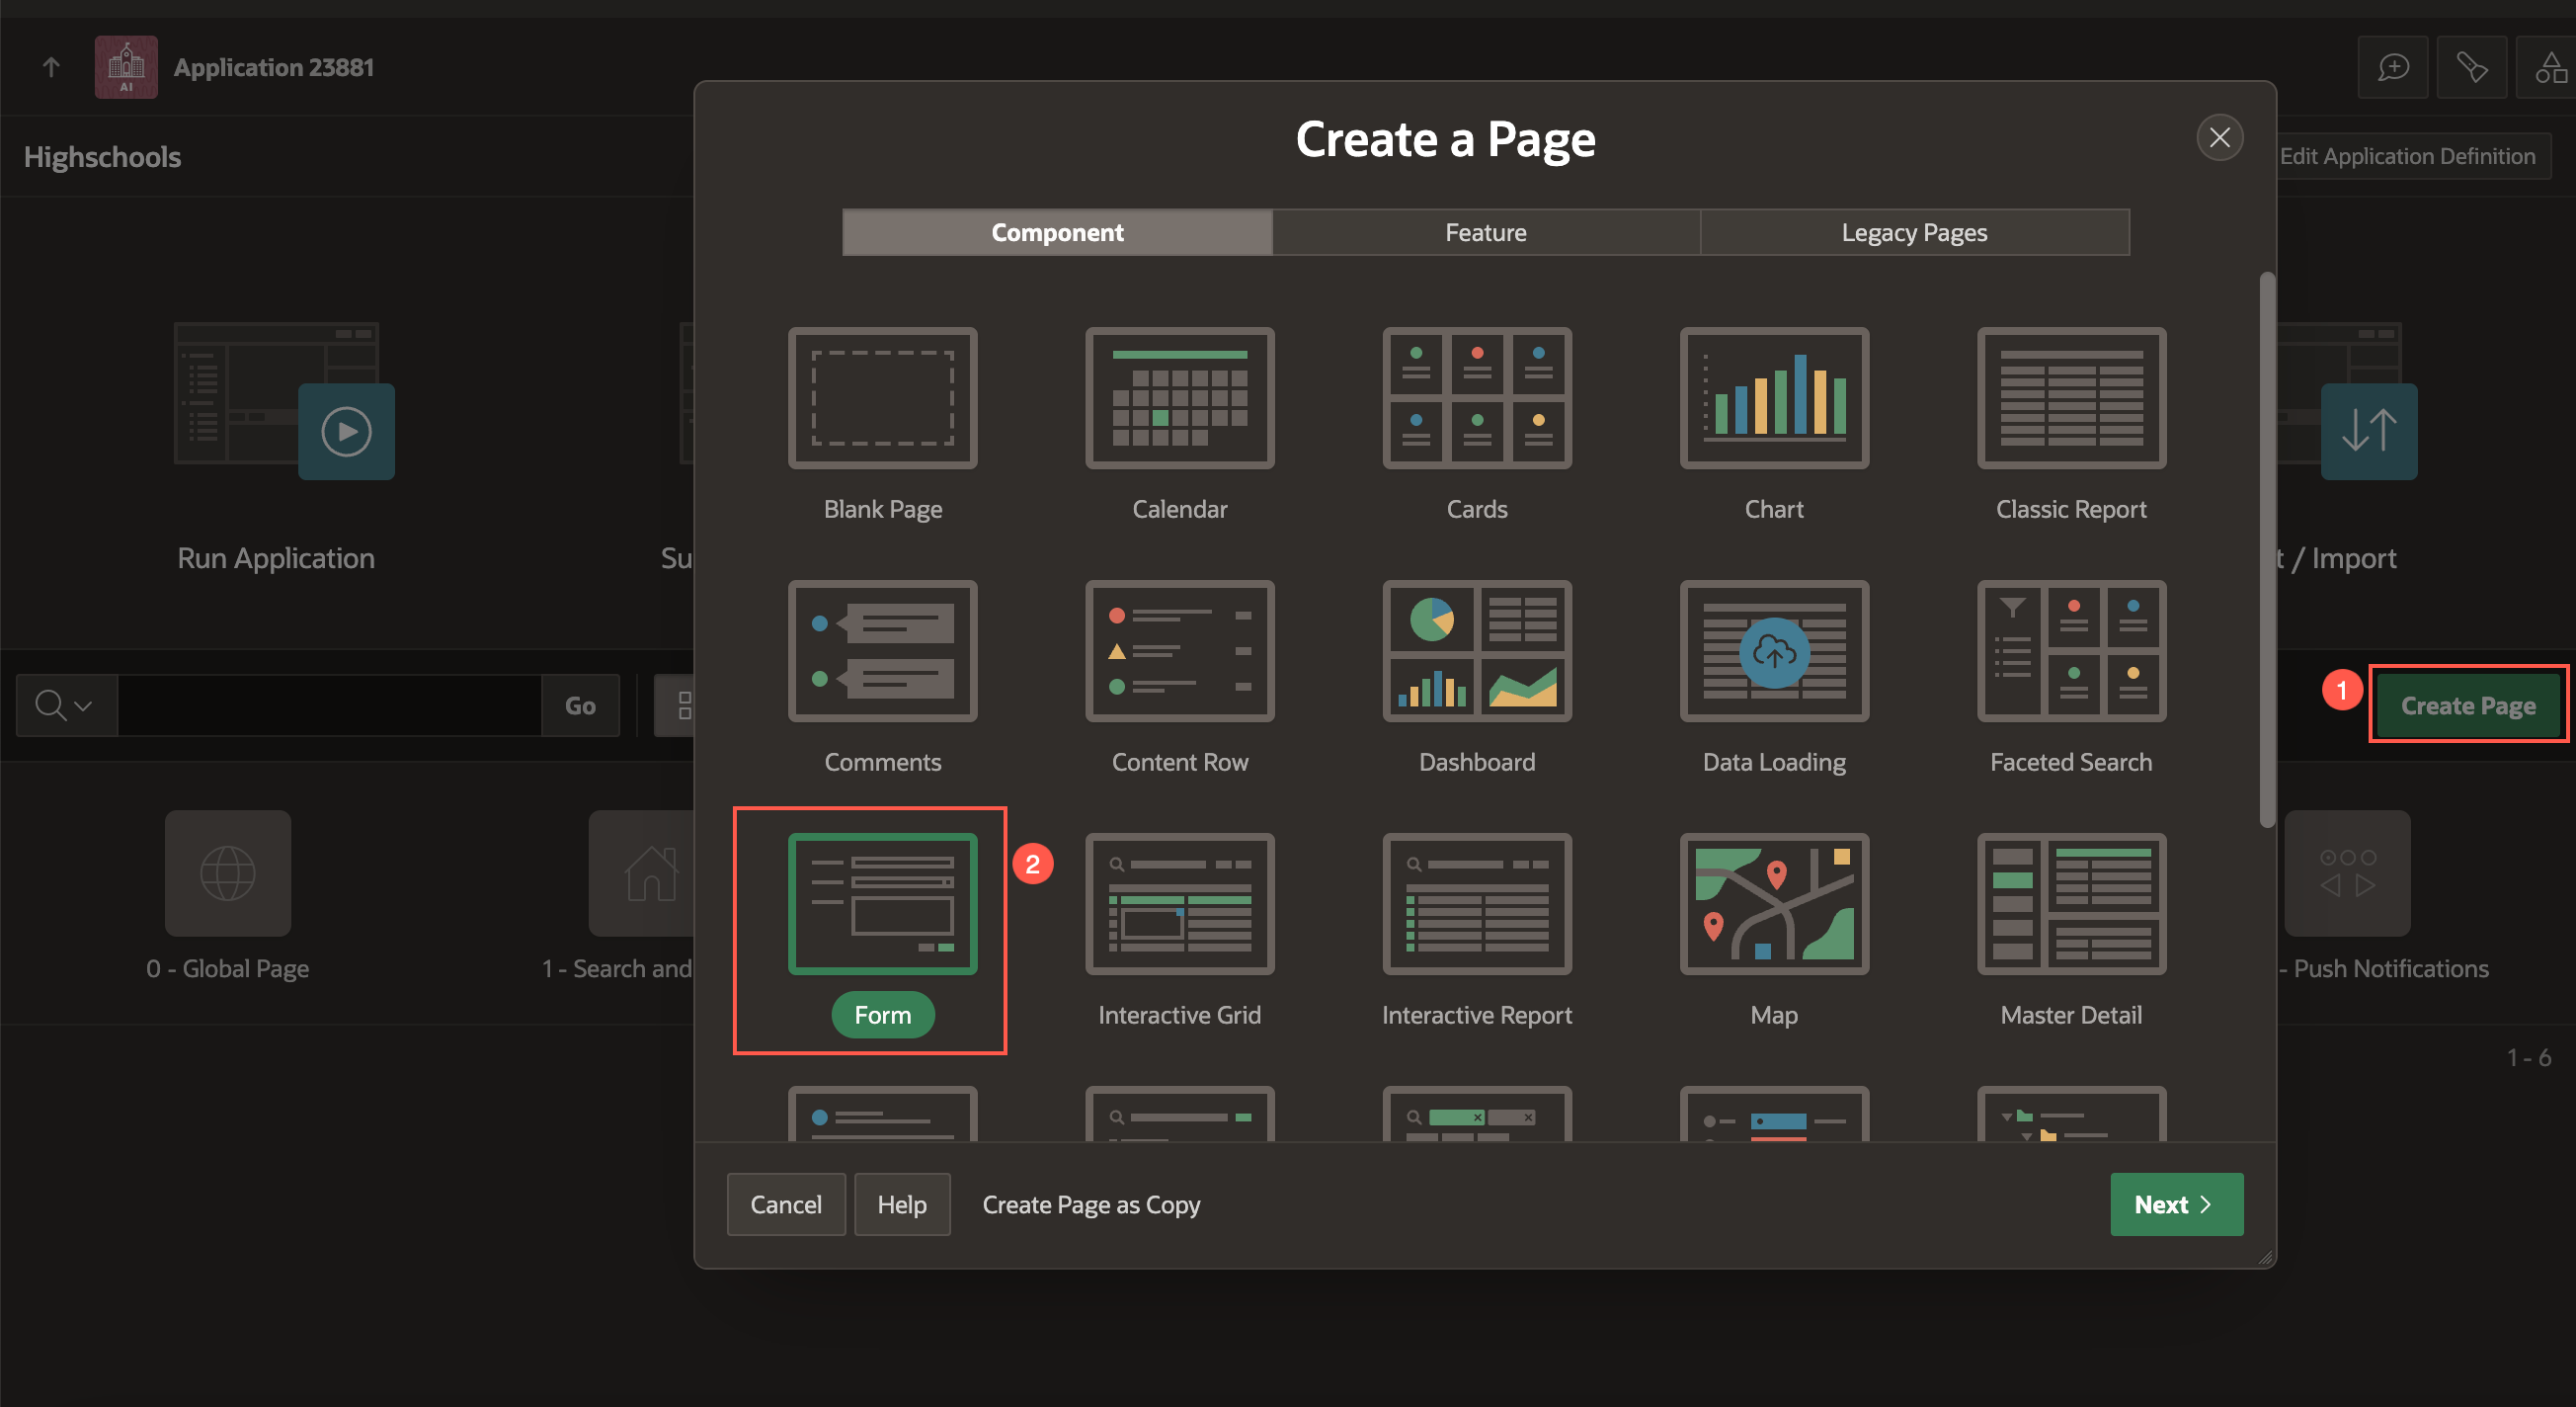 AI
Application 23881
Highschools
Edit Application Definition
Create a Page
Component
Feature
Legacy Pages
Blank Page
Calendar
Cards
Chart
Classic Report
Run Application
Su
t / Import
Comments
Content Row
Dashboard
Data Loading
Faceted Search
Go
1
Create Page
2
Form
Interactive Grid
Interactive Report
Map
Master Detail
0 - Global Page
1 - Search and
- Push Notifications
1 - 6
Cancel
Help
Create Page as Copy
Next